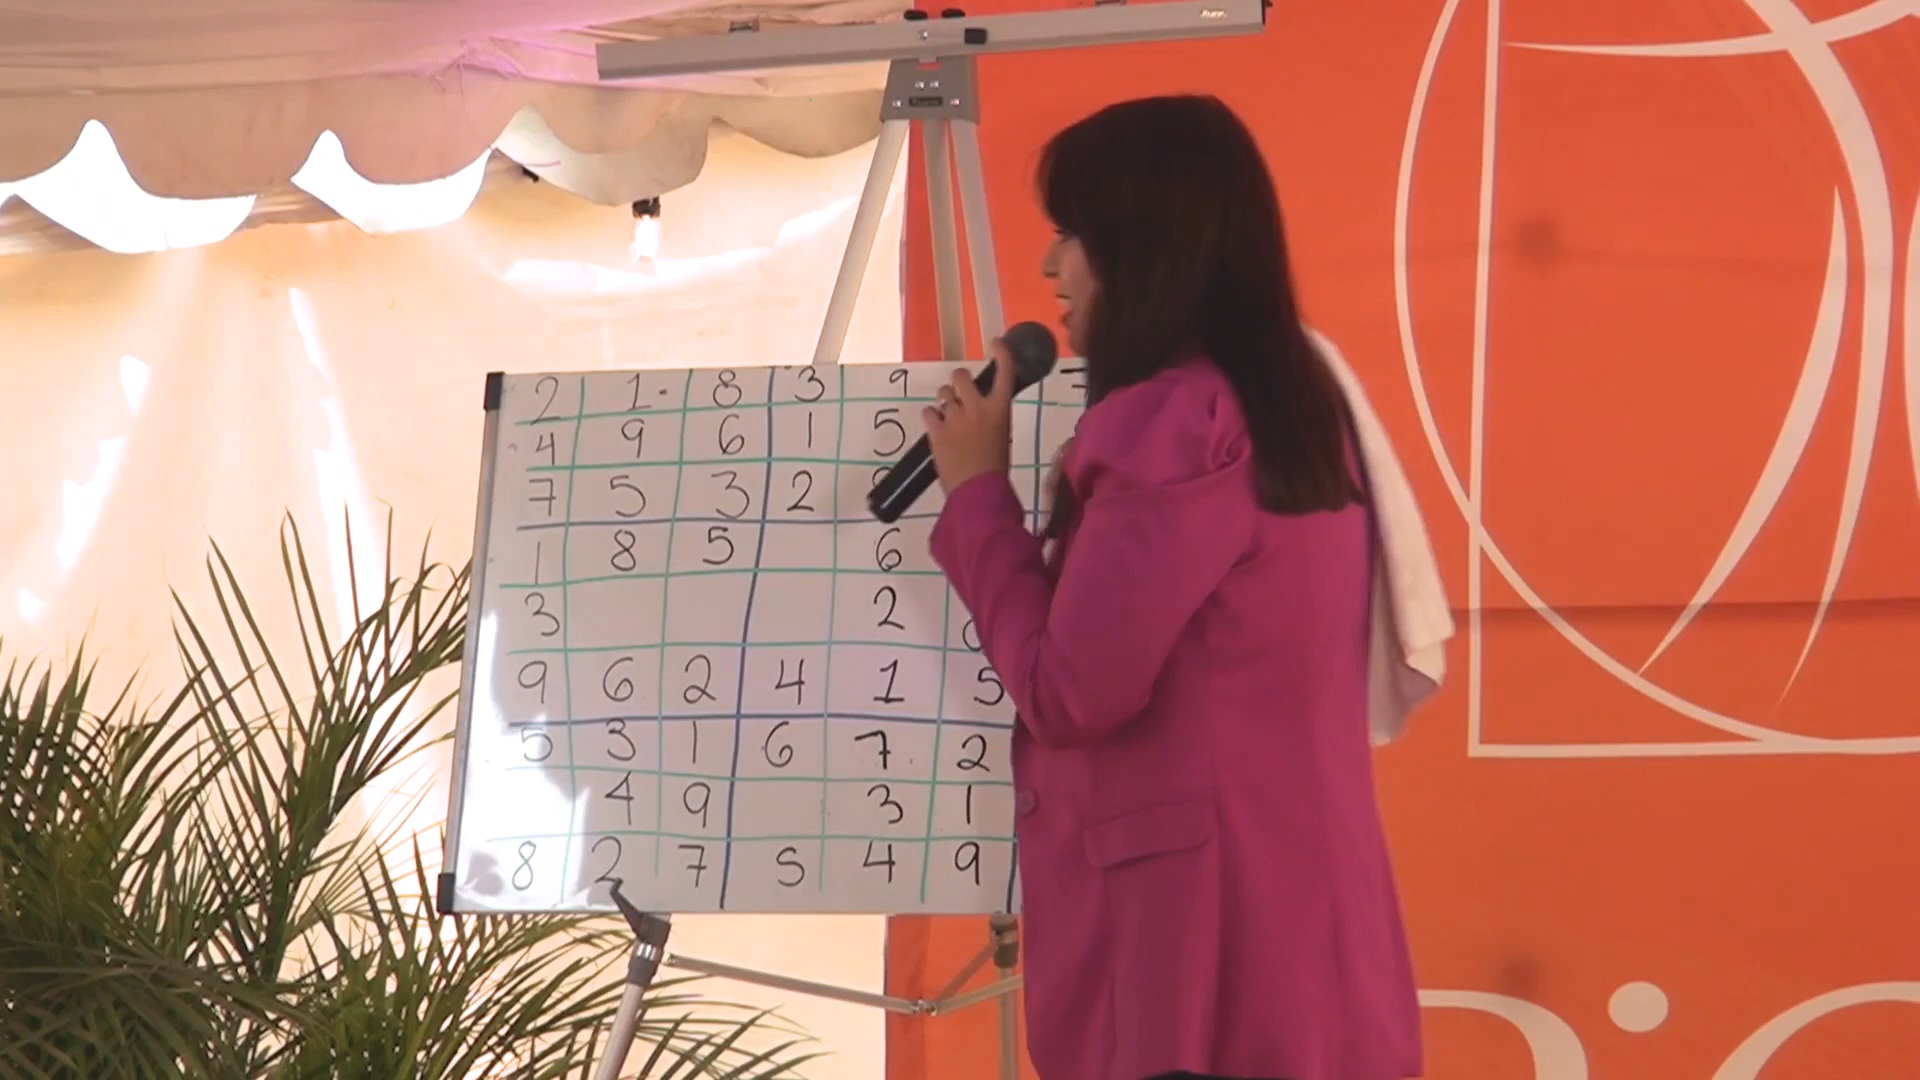 2 1. 8 3 9 7
4 9 6 1 5
7 5 3 2
1 8 5 6
3 2
9 6 2 4 1 5
5 3 1 6 7. 2
4 9 3 1
8 2 7 5 4 9